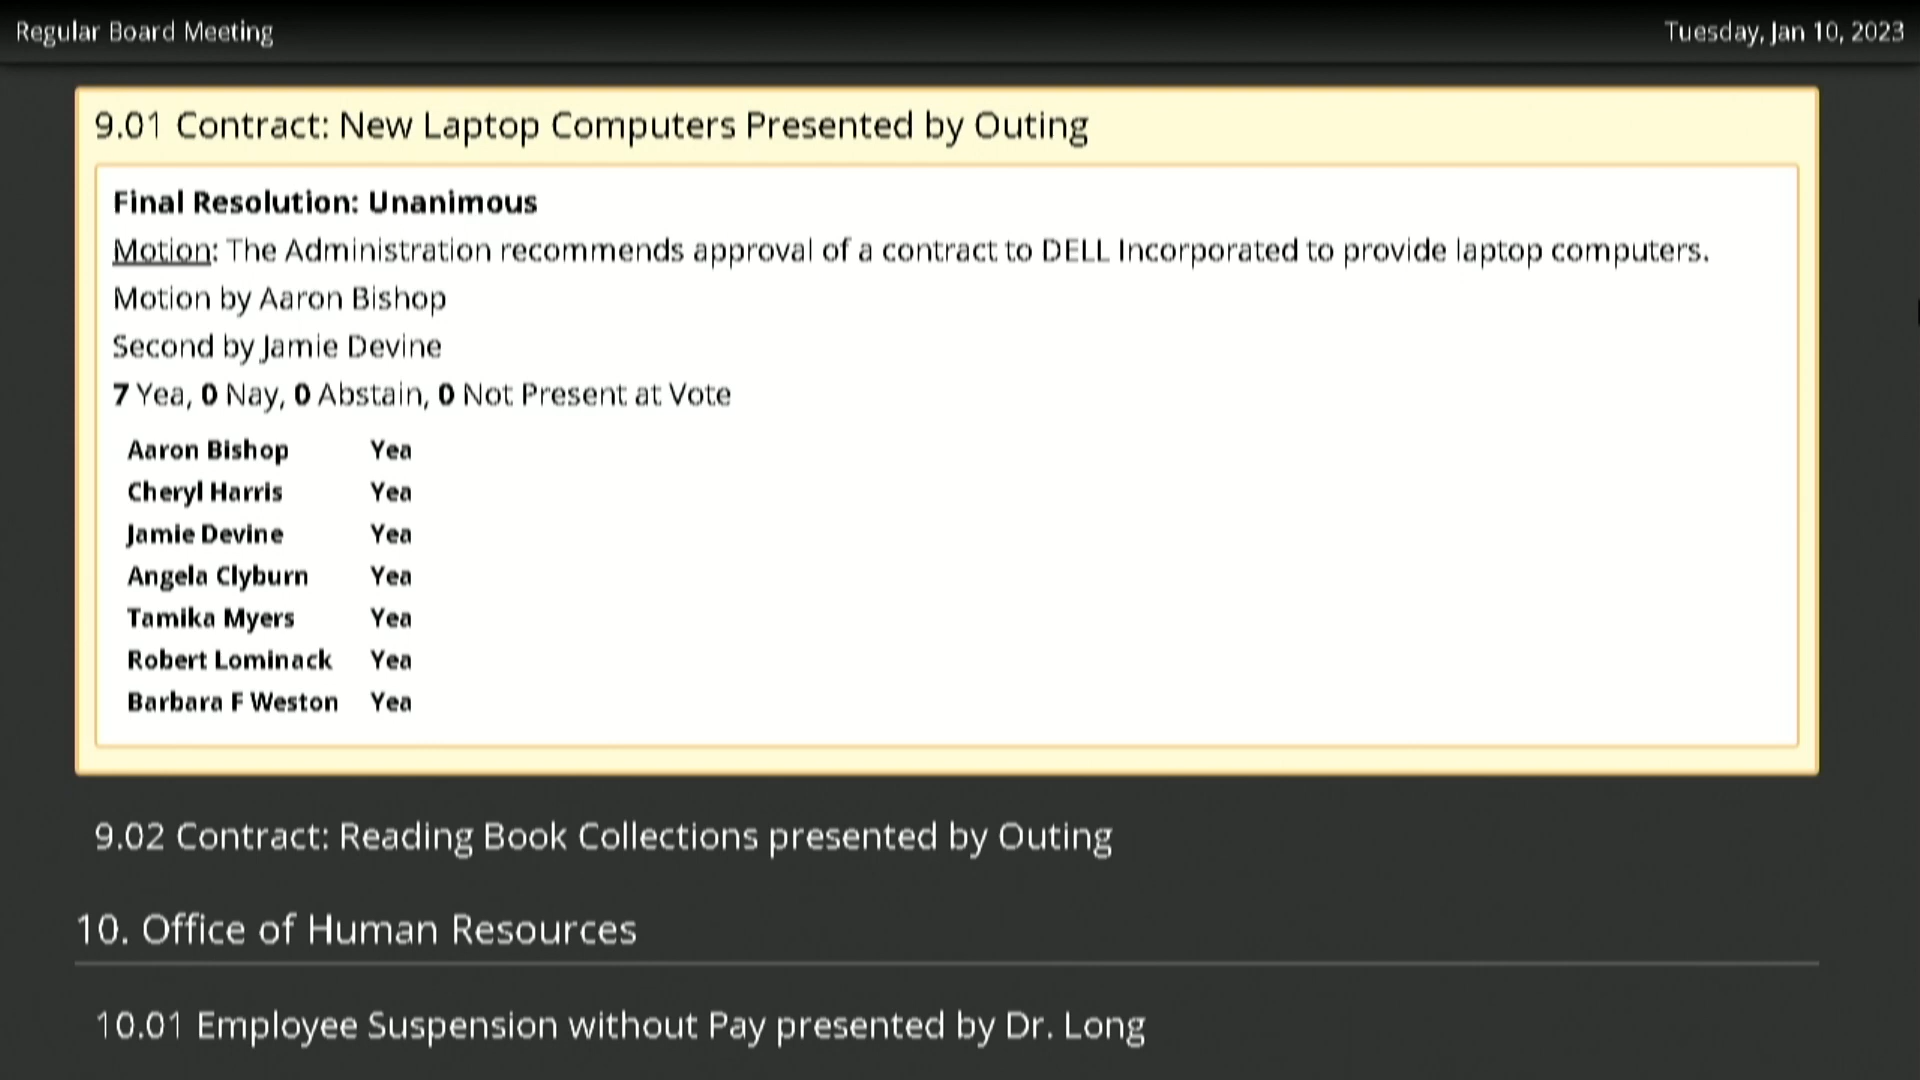 Regular Board Meeting
Tuesday, Jan 10, 2023
9.01 Contract: New Laptop Computers Presented by Outing
Final Resolution: Unanimous
Motion: The Administration recommends approval of a contract to DELL Incorporated to provide laptop computers.
Motion by Aaron Bishop
Second by Jamie Devine
7 Yea, 0 Nay, 0 Abstain, 0 Not Present at Vote
Aaron Bishop Yea
Cheryl Harris Yea
Jamie Devine Yea
Angela Clyburn Yea
Tamika Myers Yea
Robert Lominack Yea
Barbara F Weston Yea
9.02 Contract: Reading Book Collections presented by Outing
10. Office of Human Resources
10.01 Employee Suspension without Pay presented by Dr. Long